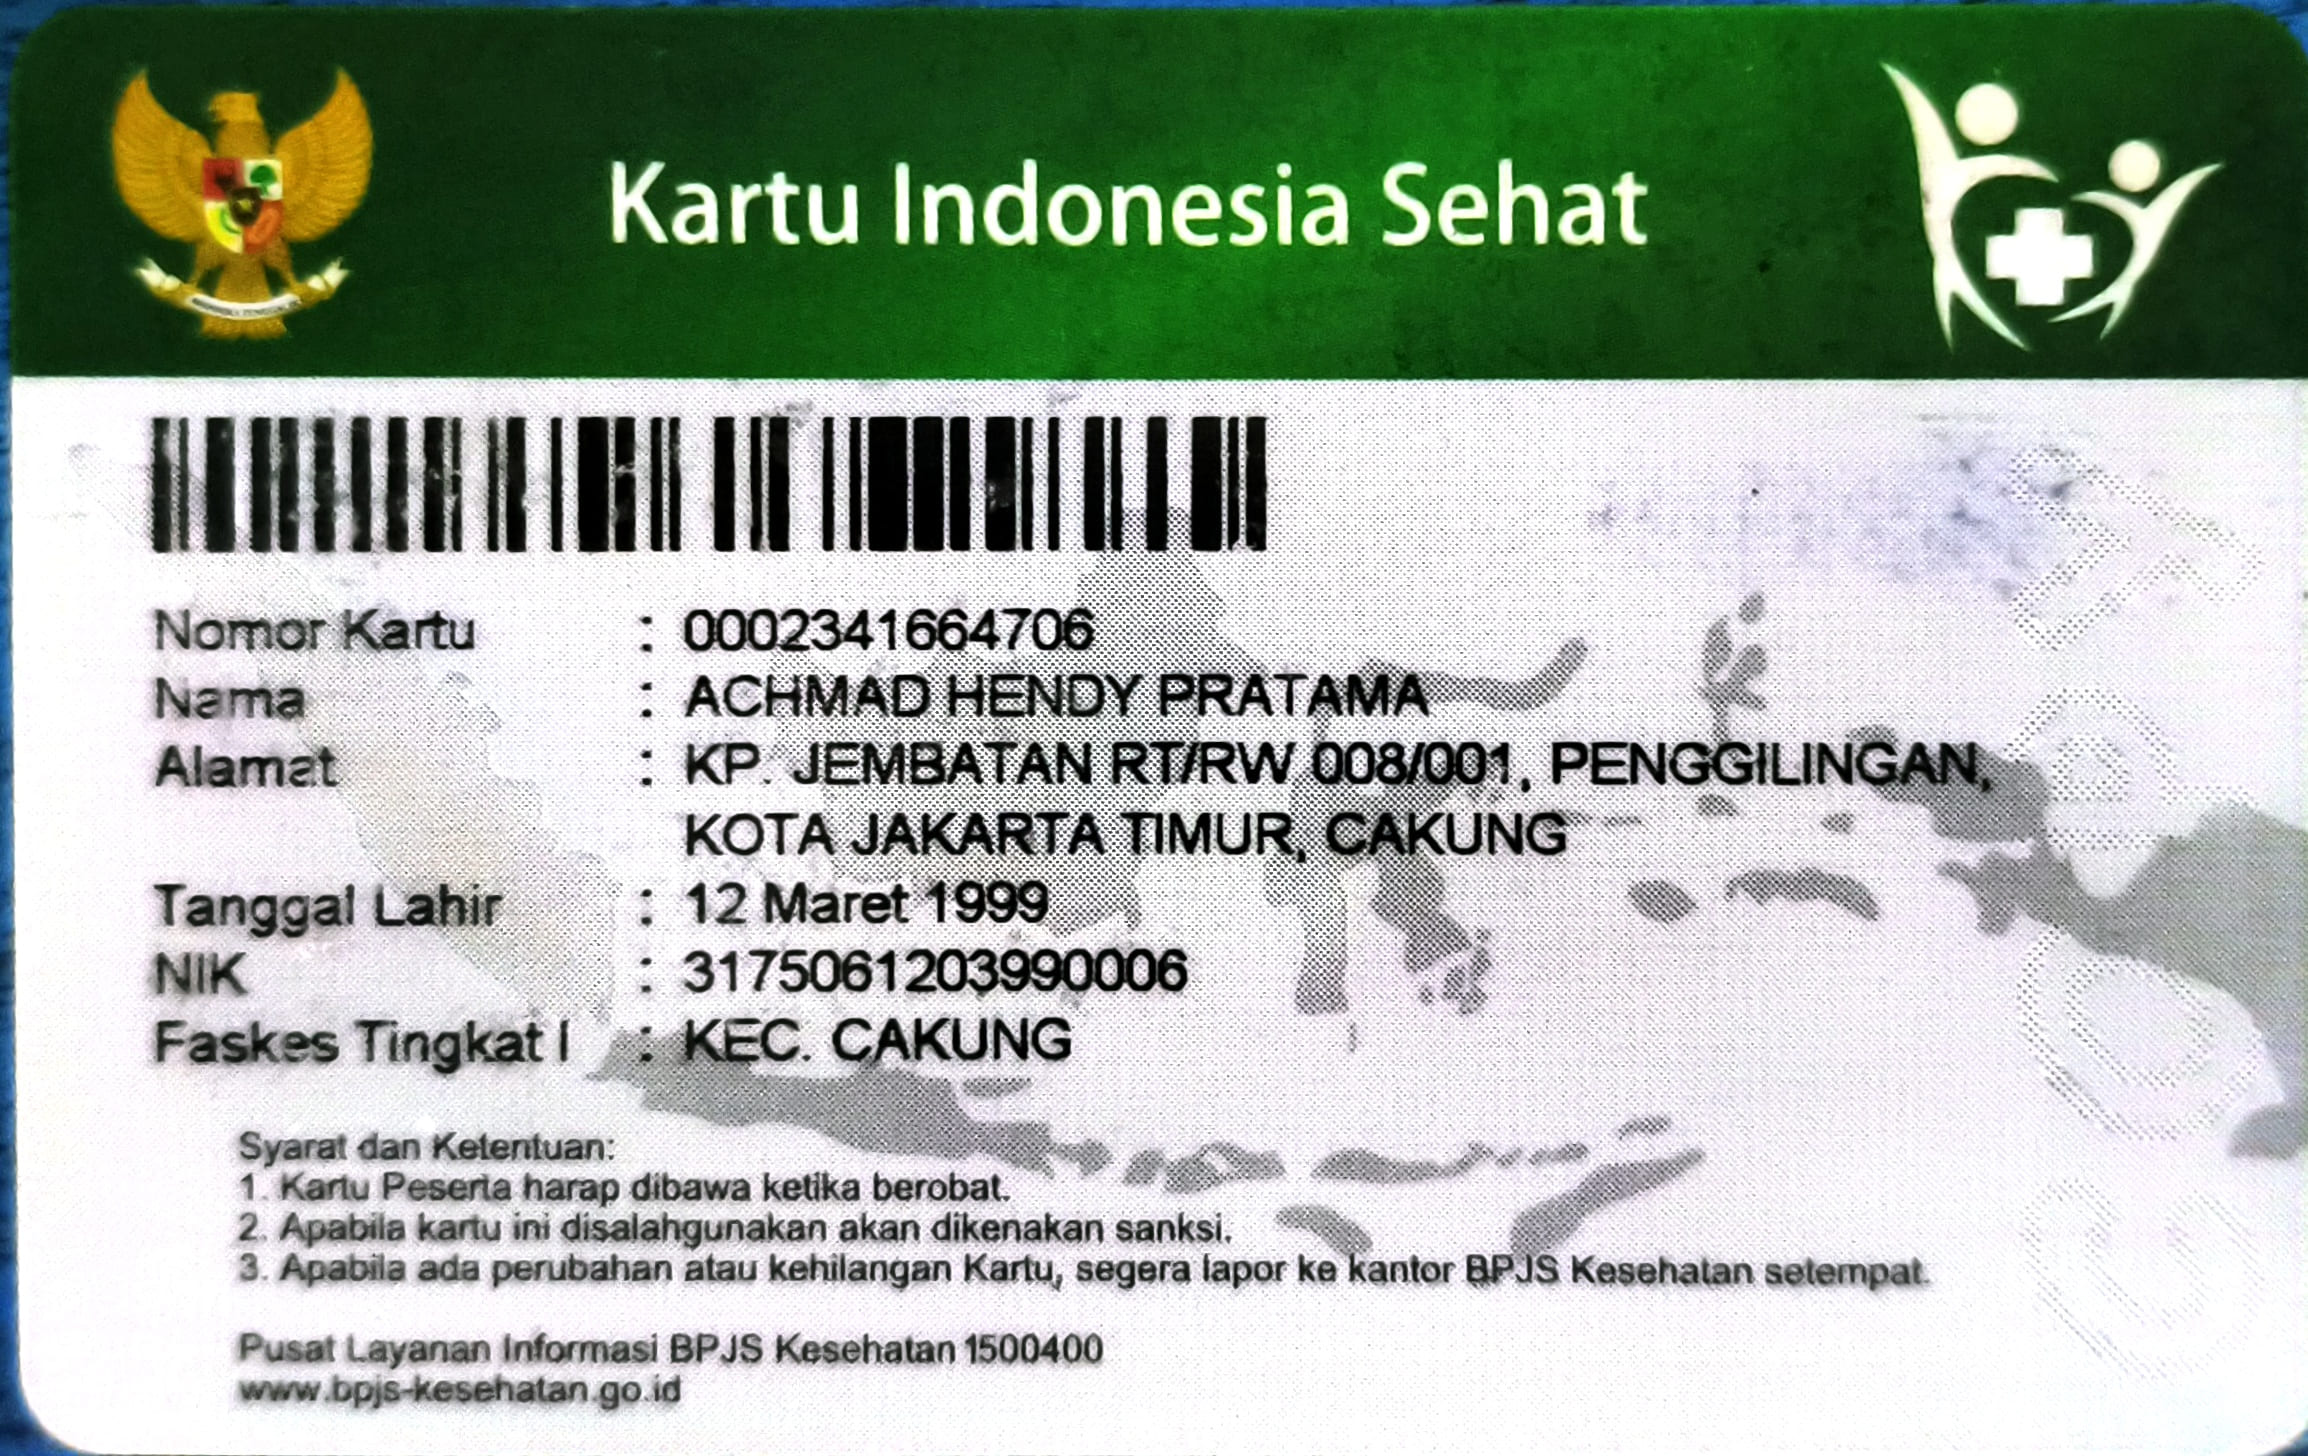 Kartu Indonesia Sehat
Nomor Kartu : 0002341664706
Nama : ACHMAD HENDY PRATAMA
Alamat : KP. JEMBATAN RT/RW 008/001, PENGGILINGAN,
KOTA JAKARTA TIMUR, CAKUNG
Tanggal Lahir : 12 Maret 1999
NIK : 3175061203990006
Faskes Tingkat I : KEC. CAKUNG
Syarat dan Ketentuan:
1. Kartu Peserta harap dibawa ketika berobat.
2. Apabila kartu ini disalahgunakan akan dikenakan sanksi.
3. Apabila ada perubahan atau kehilangan Kartu, segera lapor ke kantor BPJS Kesehatan setempat.
Pusat Layanan Informasi BPJS Kesehatan 1500400
www.bpjs-kesehatan.go.id